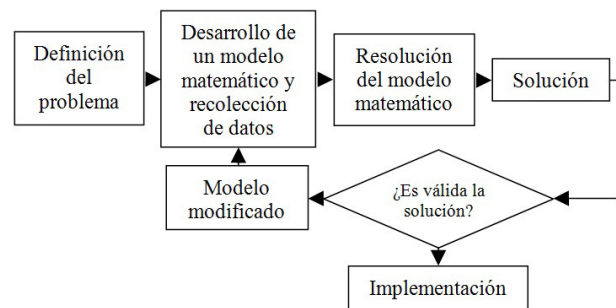 Definición
del
problema
Desarrollo de
un modelo
matemático y
recolección
de datos
Resolución
del modelo
matemático
Solución
¿Es válida la
solución?
Modelo
modificado
Implementación